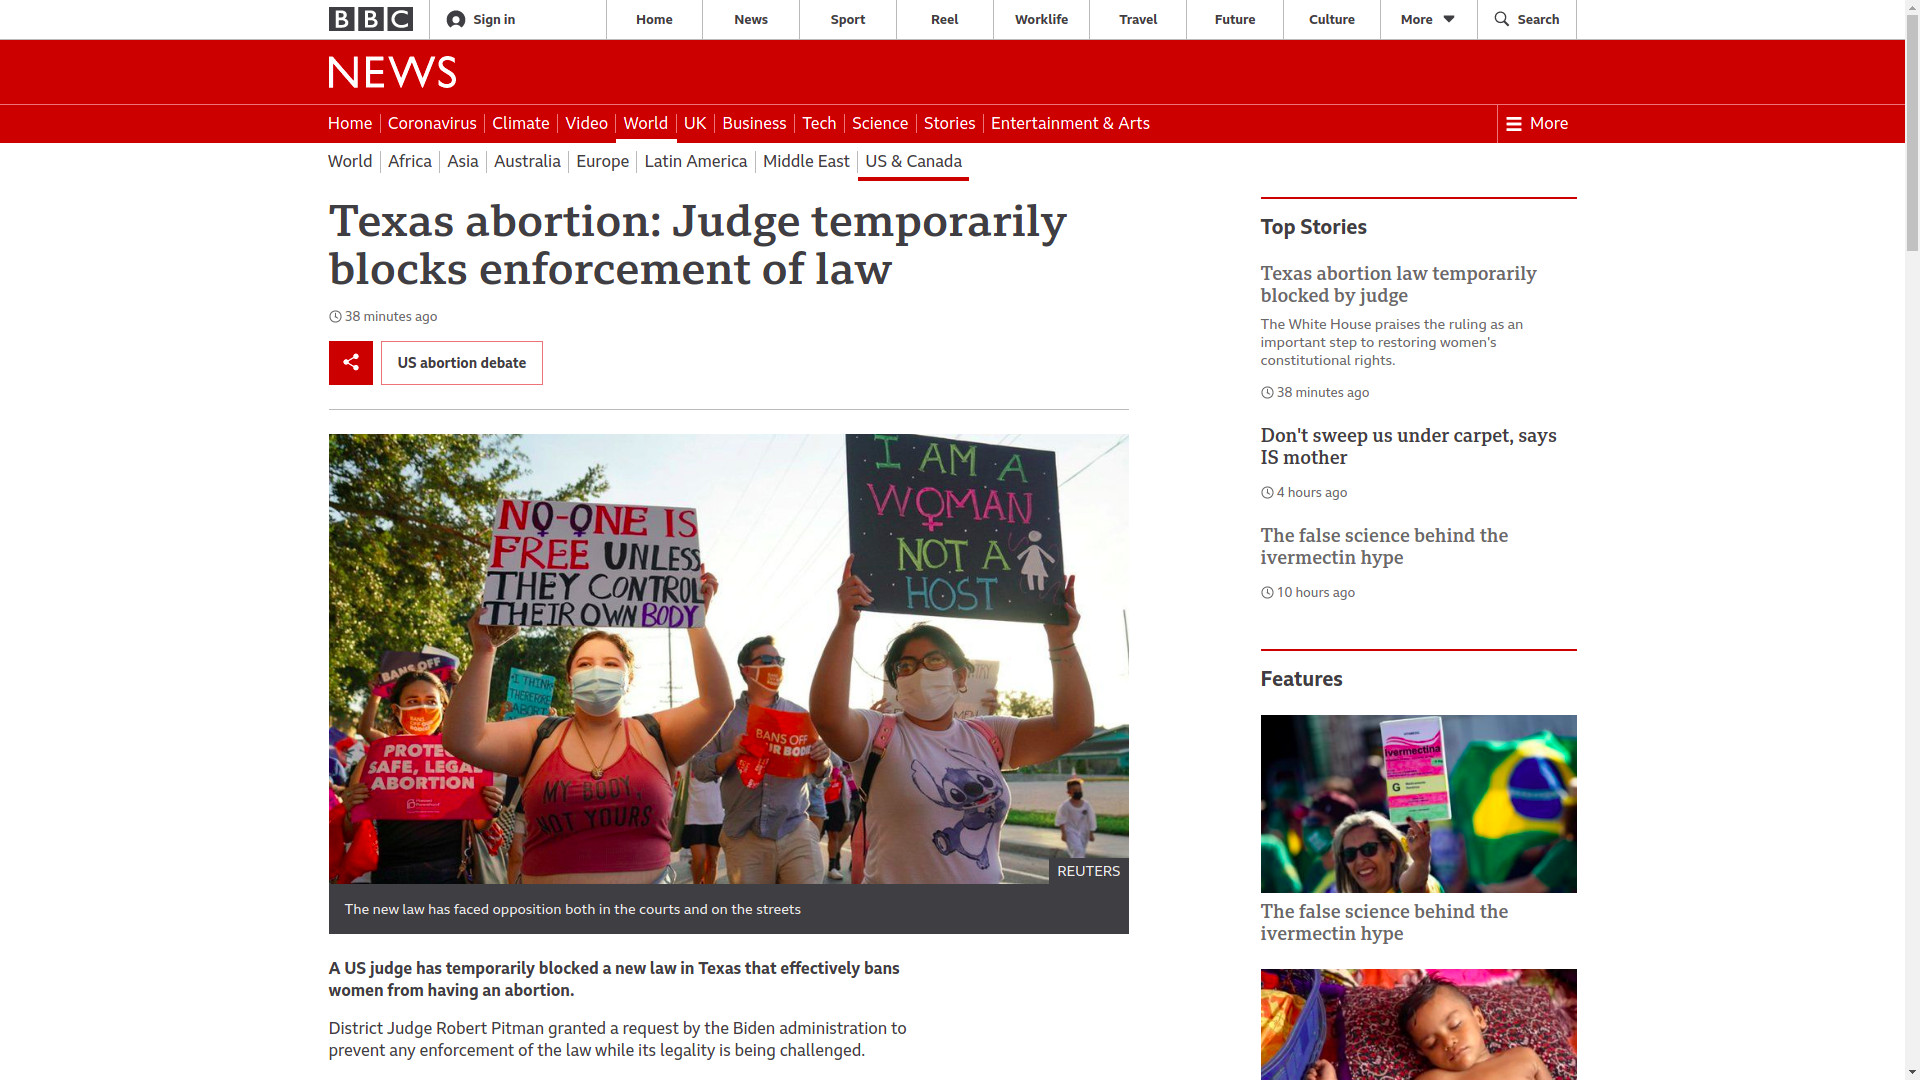 BBC
Sign in
Home
News
Sport
Reel
Worklife
Travel
Future
Culture
More
Search
NEWS
Home
Coronavirus
Climate
Video
World
UK
Business
Tech
Science
Stories
Entertainment & Arts
More
World
Africa
Asia
Australia
Europe
Latin America
Middle East
US & Canada
Texas abortion: Judge temporarily
blocks enforcement of law
38 minutes ago
US abortion debate
NO-ONE IS
FREE UNLESS
THEY CONTROL
THEIR OWN BODY
I AM A
WOMAN
NOT A
HOST
BANS OFF
I THINK
THEREFORE
I ABORT
BANS OFF
PROTE
SAFE, LEGAL
ABORTION
MY BODY,
NOT YOURS
BANS OFF
UR BODI
REUTERS
The new law has faced opposition both in the courts and on the streets
A US judge has temporarily blocked a new law in Texas that effectively bans
women from having an abortion.
District Judge Robert Pitman granted a request by the Biden administration to
prevent any enforcement of the law while its legality is being challenged.
Top Stories
Texas abortion law temporarily
blocked by judge
The White House praises the ruling as an
important step to restoring women's
constitutional rights.
38 minutes ago
Don't sweep us under carpet, says
IS mother
4 hours ago
The false science behind the
ivermectin hype
10 hours ago
Features
Ivermectina
G
The false science behind the
ivermectin hype